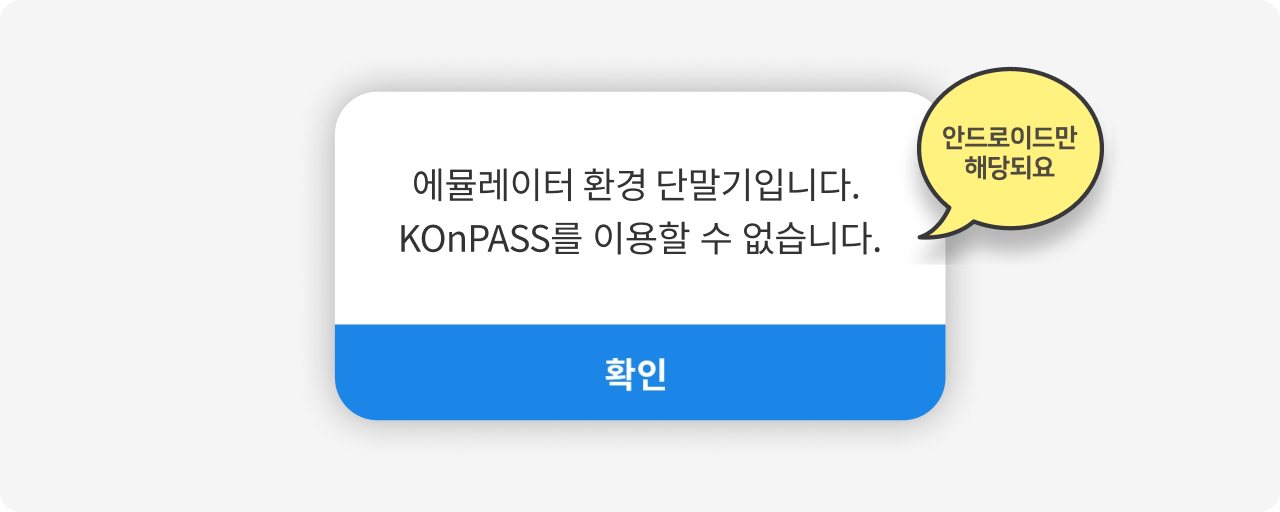 에뮬레이터 환경 단말기입니다.
KOnPASS를 이용할 수 없습니다.
확인
안드로이드만
해당되요